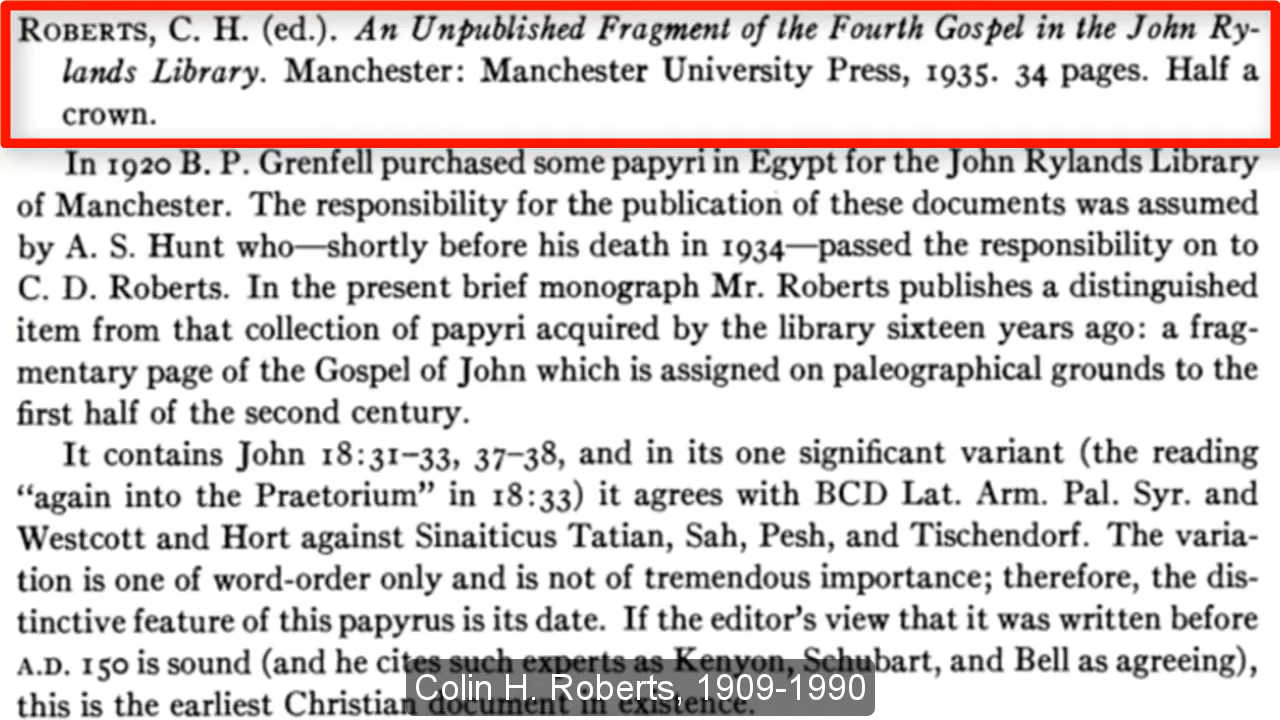 ROBERTS, C. H. (ed.). An Unpublished Fragment of the Fourth Gospel in the John Ry-
lands Library. Manchester: Manchester University Press, 1935. 34 pages. Half a
crown.
In 1920 B. P. Grenfell purchased some papyri in Egypt for the John Rylands Library
of Manchester. The responsibility for the publication of these documents was assumed
by A. S. Hunt who—shortly before his death in 1934—passed the responsibility on to
C. D. Roberts. In the present brief monograph Mr. Roberts publishes a distinguished
item from that collection of papyri acquired by the library sixteen years ago: a frag-
mentary page of the Gospel of John which is assigned on paleographical grounds to the
first half of the second century.
It contains John 18:31–33, 37–38, and in its one significant variant (the reading
“again into the Praetorium” in 18:33) it agrees with BCD Lat. Arm. Pal. Syr. and
Westcott and Hort against Sinaiticus Tatian, Sah, Pesh, and Tischendorf. The varia-
tion is one of word-order only and is not of tremendous importance; therefore, the dis-
tinctive feature of this papyrus is its date. If the editor’s view that it was written before
A.D. 150 is sound (and he cites such experts as Kenyon, Schubart, and Bell as agreeing),
this is the earliest Christian document in existence.
Colin H. Roberts, 1909-1990